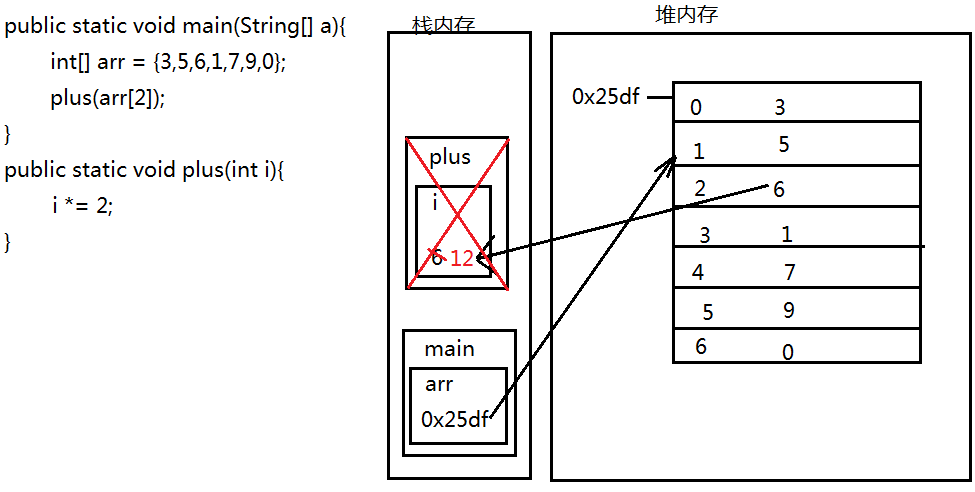 public static void main(String[] a){
int[] arr = {3,5,6,1,7,9,0};
plus(arr[2]);
}
public static void plus(int i){
i *= 2;
}
栈内存
plus
i
6 12
main
arr
0x25df
堆内存
0x25df
0 3
1 5
2 6
3 1
4 7
5 9
6 0